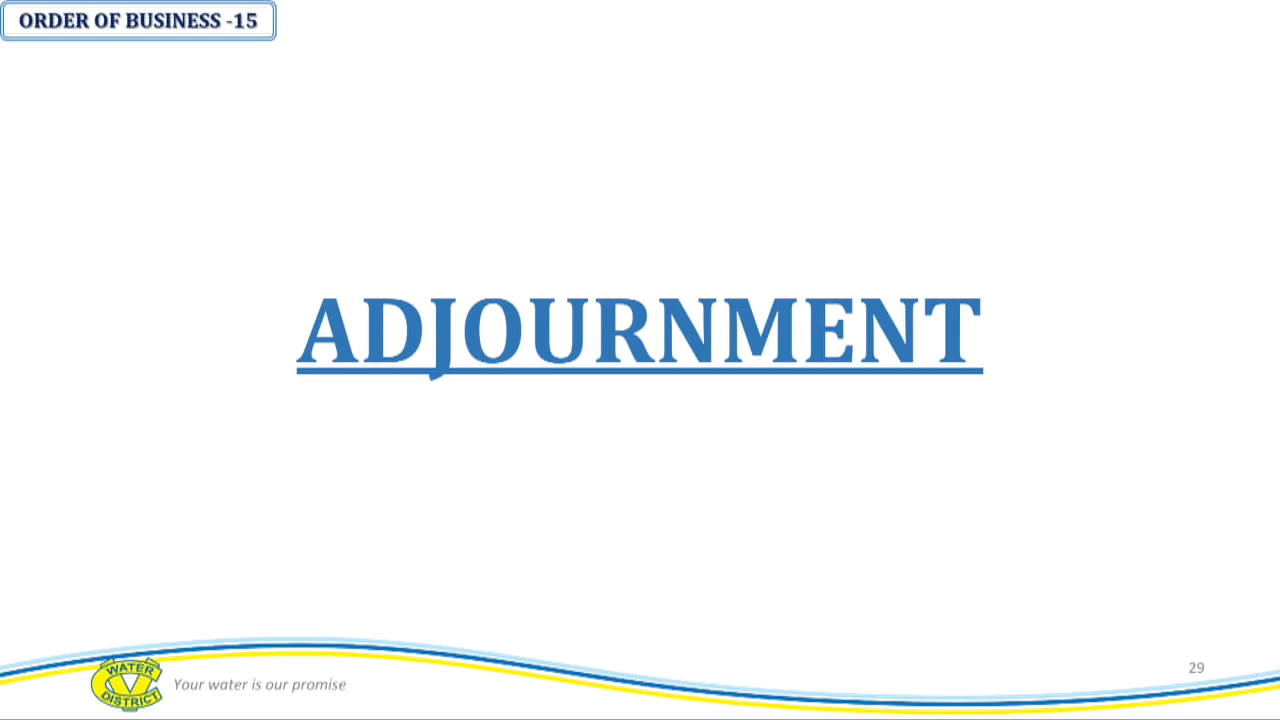 ORDER OF BUSINESS -15
ADJOURNMENT
WATER
DISTRICT
Your water is our promise
29